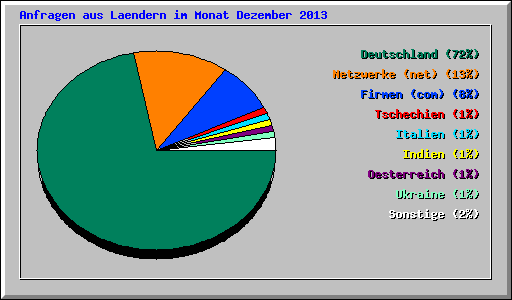 Anfragen aus Laendern im Monat Dezember 2013
Deutschland (72%)
Netzwerke (net) (13%)
Firmen (com) (8%)
Tschechien (1%)
Italien (1%)
Indien (1%)
Oesterreich (1%)
Ukraine (1%)
Sonstige (2%)